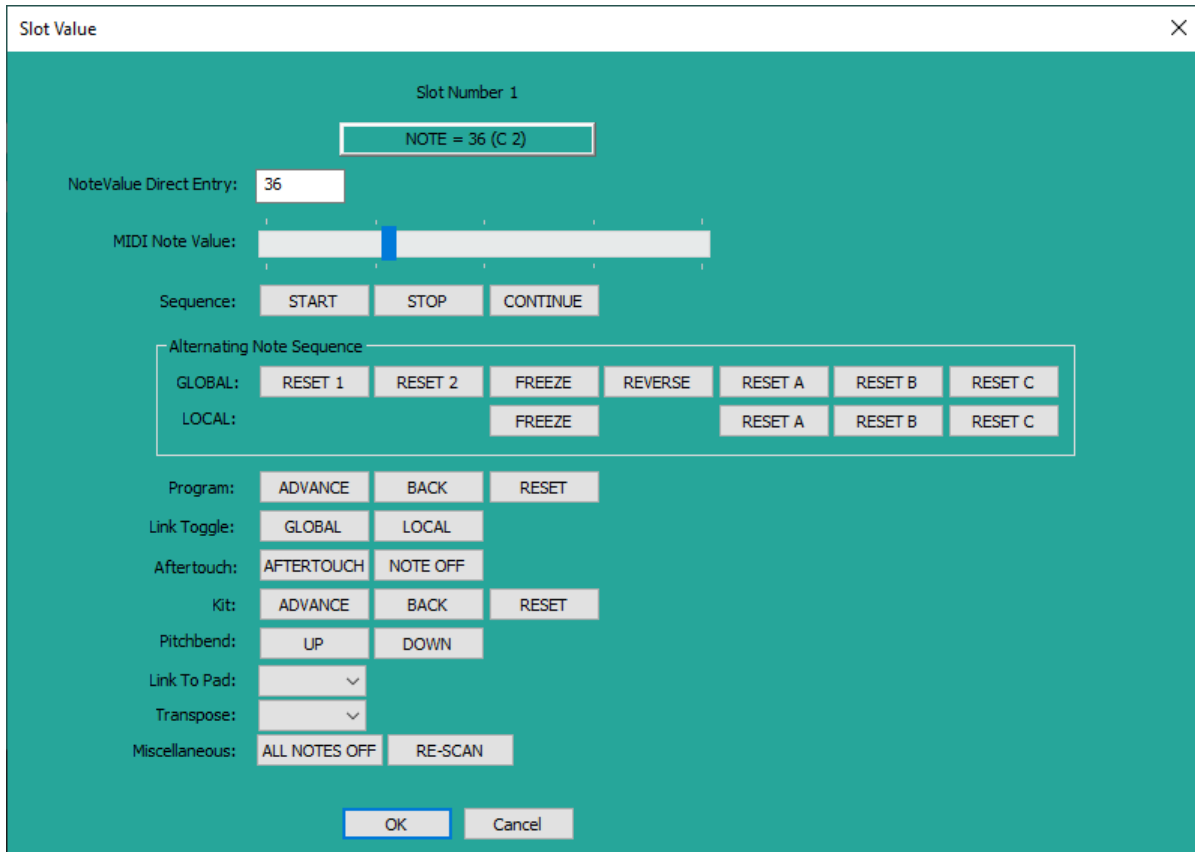 Slot Value
Slot Number 1
NOTE = 36 (C 2)
NoteValue Direct Entry: 36
MIDI Note Value:
Sequence: START STOP CONTINUE
Alternating Note Sequence
GLOBAL: RESET 1 RESET 2 FREEZE REVERSE RESET A RESET B RESET C
LOCAL: FREEZE RESET A RESET B RESET C
Program: ADVANCE BACK RESET
Link Toggle: GLOBAL LOCAL
Aftertouch: AFTERTOUCH NOTE OFF
Kit: ADVANCE BACK RESET
Pitchbend: UP DOWN
Link To Pad:
Transpose:
Miscellaneous: ALL NOTES OFF RE-SCAN
OK Cancel